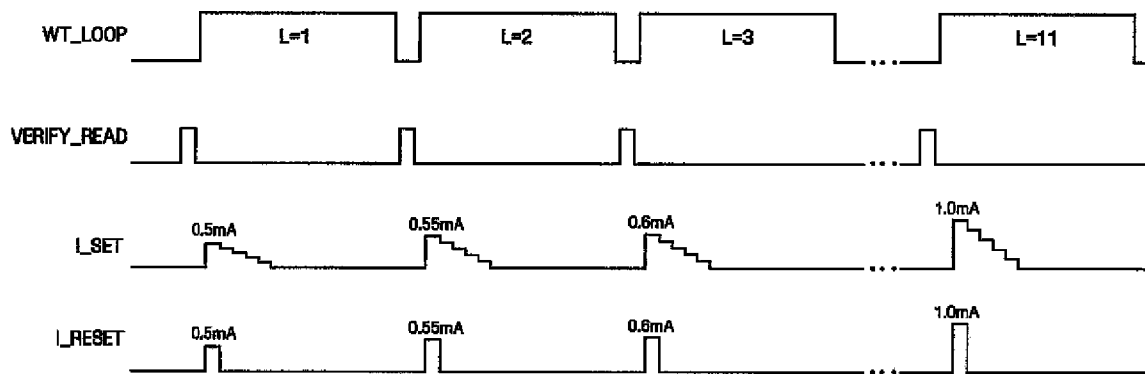 WT_LOOP L=1 L=2 L=3 L=11
VERIFY_READ
I_SET 0.5mA 0.55mA 0.6mA 1.0mA
I_RESET 0.5mA 0.55mA 0.6mA 1.0mA